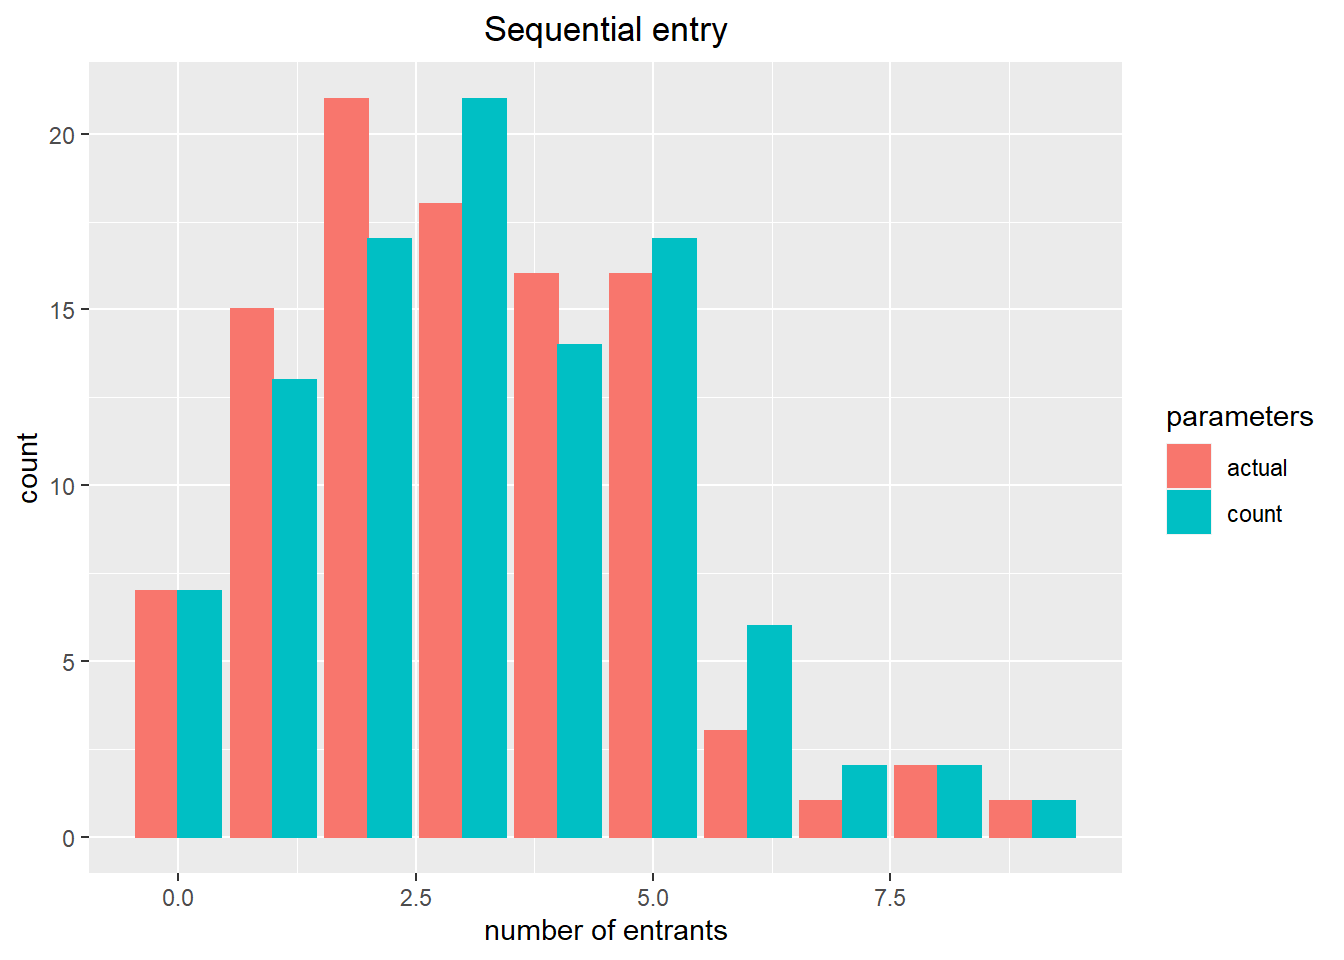 Sequential entry
count
20
15
10
5
0
0.0 2.5 5.0 7.5
number of entrants
parameters
actual
count